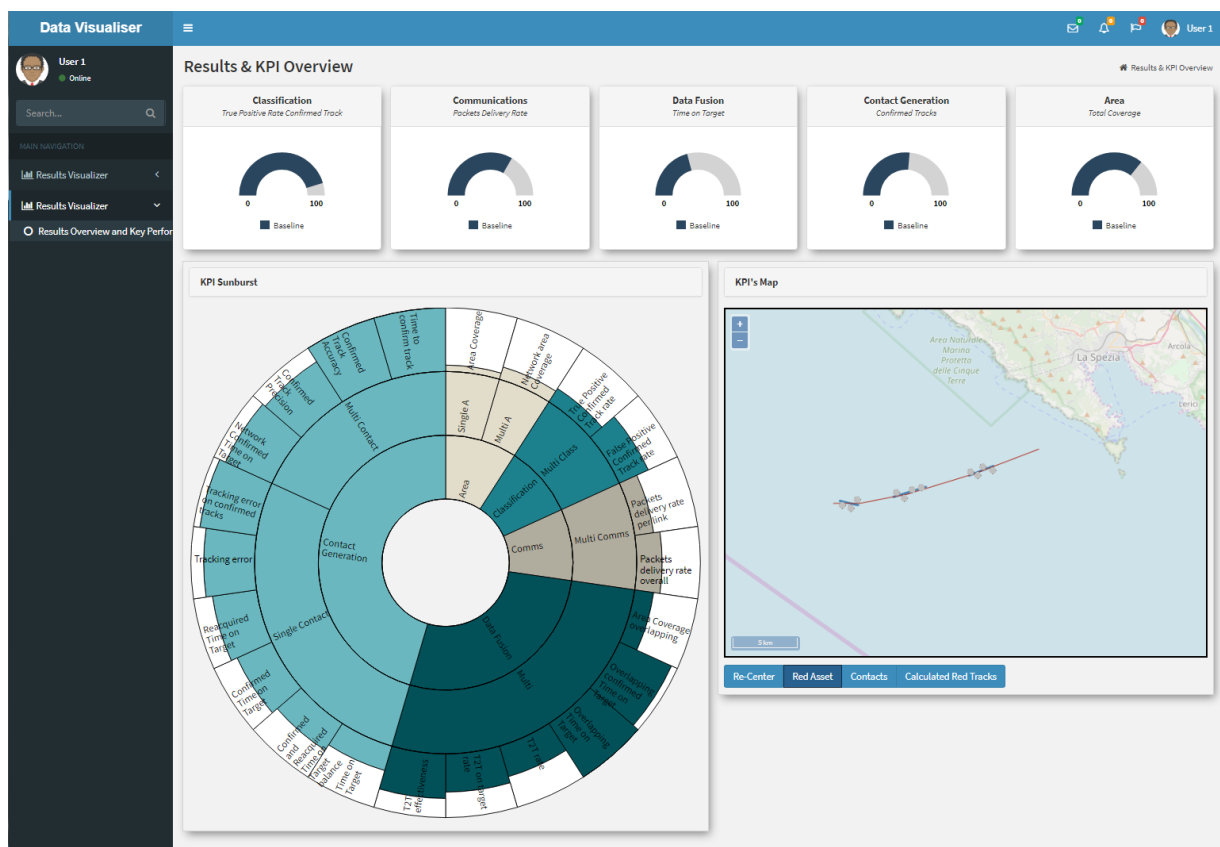 Data Visualiser
0
0
0
User 1
User 1
Online
Search...
MAIN NAVIGATION
Results Visualizer
Results Visualizer
Results Overview and Key Perfor
Results & KPI Overview
Results & KPI Overview
Classification
True Positive Rate Confirmed Track
0 100
Baseline
Communications
Packets Delivery Rate
0 100
Baseline
Data Fusion
Time on Target
0 100
Baseline
Contact Generation
Confirmed Tracks
0 100
Baseline
Area
Total Coverage
0 100
Baseline
KPI Sunburst
Area Coverage
Network area
Coverage
True Positive
Confirmed
Track rate
False Positive
Confirmed
Track rate
Packets
delivery rate
per link
Packets
delivery rate
overall
Area Coverage
overlapping
Overlapping
confirmed
Time on
Target
Overlapping
Time on
Target
T2T rate
T2T on target
rate
T2T
effectiveness
Time on
Target
Confirmed
and
Reacquired
Time on
Target
balance
Confirmed
Time on
Target
Reacquired
Time on
Target
Tracking error
Tracking error
on confirmed
tracks
Network
Confirmed
Time on
Target
Confirmed
Track
Precision
Confirmed
Track
Accuracy
Time to
confirm track
Single A
Multi A
Multi Class
Multi Comms
Multi
Single Contact
Multi Contact
Area
Classification
Comms
Data Fusion
Contact
Generation
KPI's Map
+
−
Area Naturale
Marina
Protetta
delle Cinque
Terre
La Spezia
Arcola
Lerici
5 km
Re-Center
Red Asset
Contacts
Calculated Red Tracks